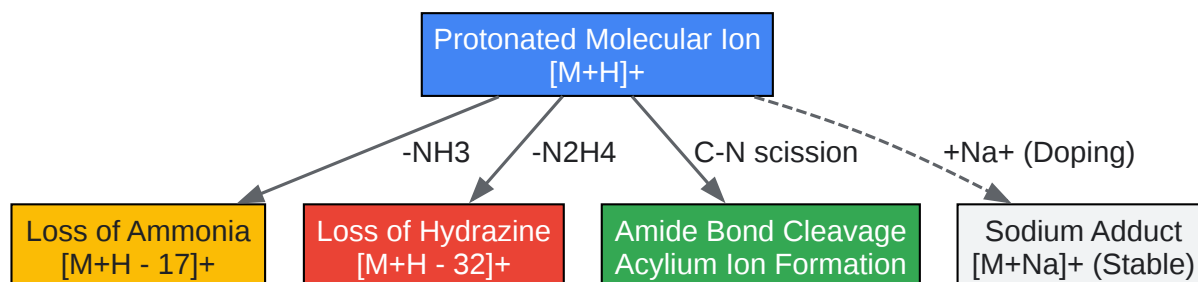 Protonated Molecular Ion
[M+H]+
-NH3
-N2H4
C-N scission
+Na+ (Doping)
Loss of Ammonia
[M+H - 17]+
Loss of Hydrazine
[M+H - 32]+
Amide Bond Cleavage
Acylium Ion Formation
Sodium Adduct
[M+Na]+ (Stable)